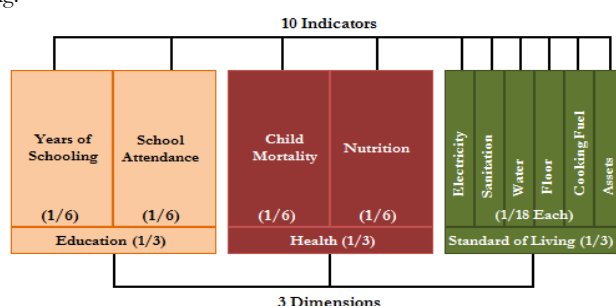 ng.
10 Indicators
Years of
Schooling
(1/6)
School
Attendance
(1/6)
Education (1/3)
Child
Mortality
(1/6)
Nutrition
(1/6)
Health (1/3)
Electricity
Sanitation
Water
Floor
Cooking Fuel
Assets
(1/18 Each)
Standard of Living (1/3)
3 Dimensions